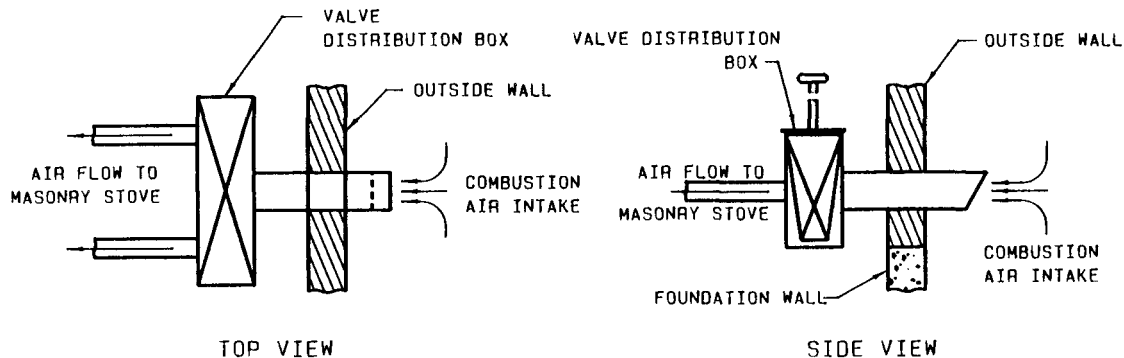 VALVE
DISTRIBUTION BOX
OUTSIDE WALL
AIR FLOW TO
MASONRY STOVE
COMBUSTION
AIR INTAKE
TOP VIEW
VALVE DISTRIBUTION
BOX
OUTSIDE WALL
AIR FLOW TO
MASONRY STOVE
COMBUSTION
AIR INTAKE
FOUNDATION WALL
SIDE VIEW